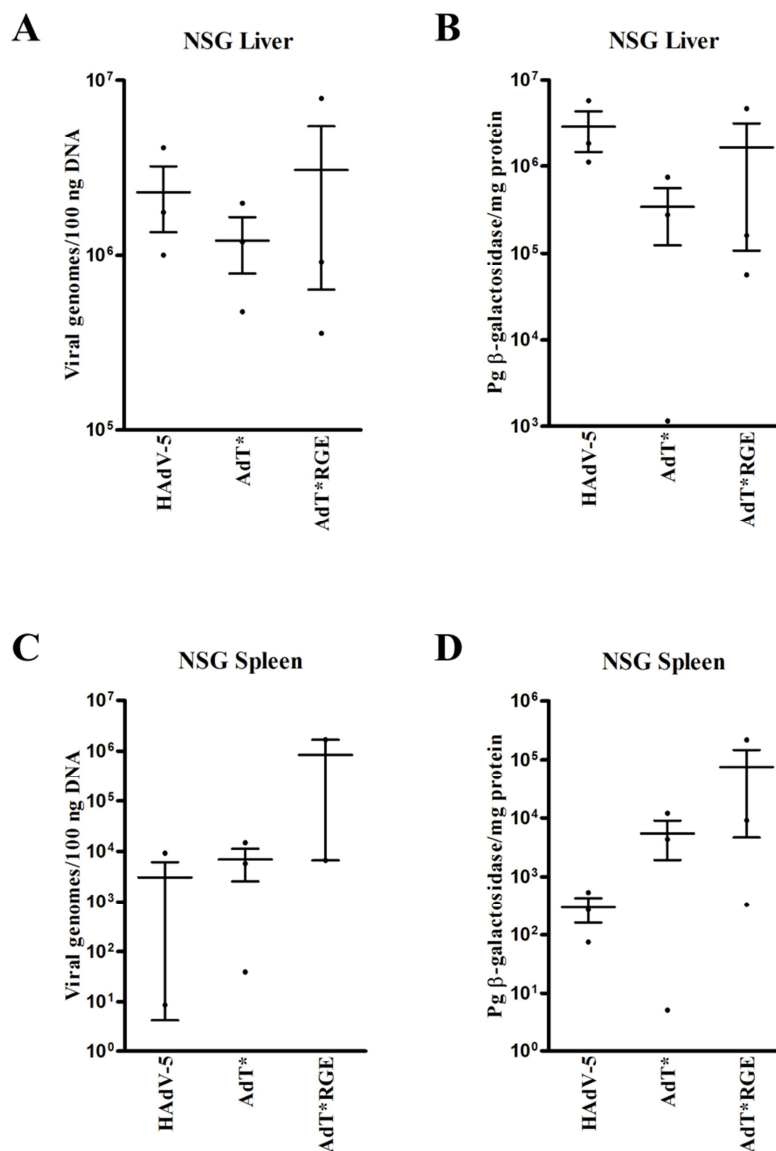 A
NSG Liver
Viral genomes/100 ng DNA
10⁷
10⁶
10⁵
HAdV-5
AdT*
AdT*RGE
B
NSG Liver
Pg β-galactosidase/mg protein
10⁷
10⁶
10⁵
10⁴
10³
HAdV-5
AdT*
AdT*RGE
C
NSG Spleen
Viral genomes/100 ng DNA
10⁷
10⁶
10⁵
10⁴
10³
10²
10¹
10⁰
HAdV-5
AdT*
AdT*RGE
D
NSG Spleen
Pg β-galactosidase/mg protein
10⁶
10⁵
10⁴
10³
10²
10¹
10⁰
HAdV-5
AdT*
AdT*RGE